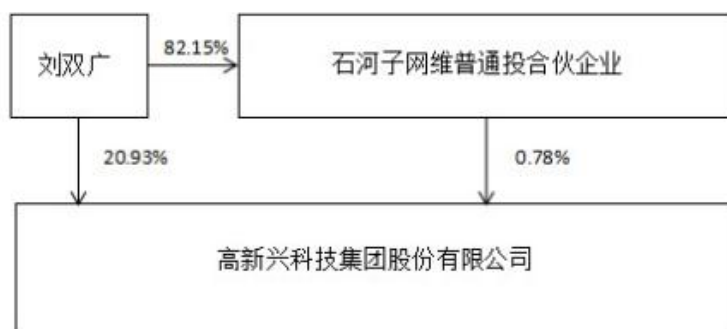 刘双广
82.15%
石河子网维普通投合伙企业
20.93%
0.78%
高新兴科技集团股份有限公司